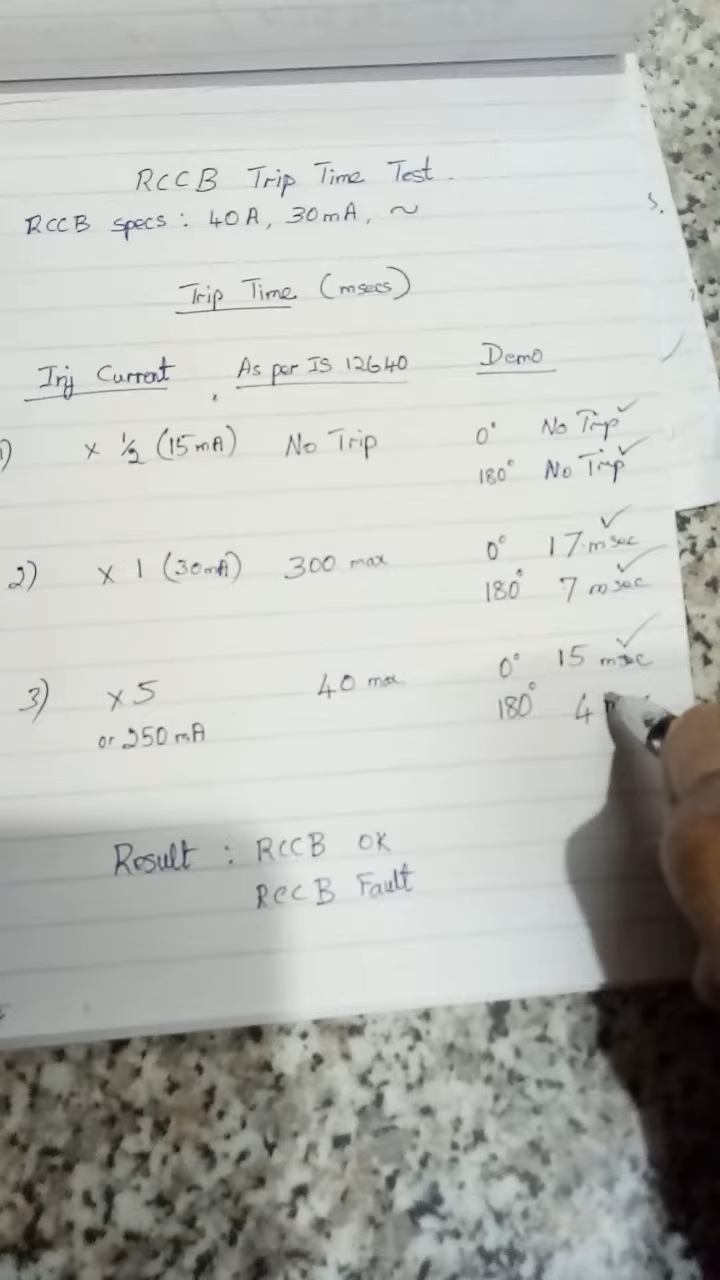 RCCB Trip Time Test.
RCCB specs: 40A, 30mA, ~
Trip Time (msecs)
Inj Current, As per IS 12640 Demo
1) x ½ (15mA) No Trip 0° No Trip ✓
180° No Trip ✓
2) x 1 (30mA) 300 max 0° 17 msec ✓
180° 7 msec ✓
3) x 5 40 max 0° 15 msec ✓
or 250 mA 180° 4
Result : RCCB OK
RCCB Fault